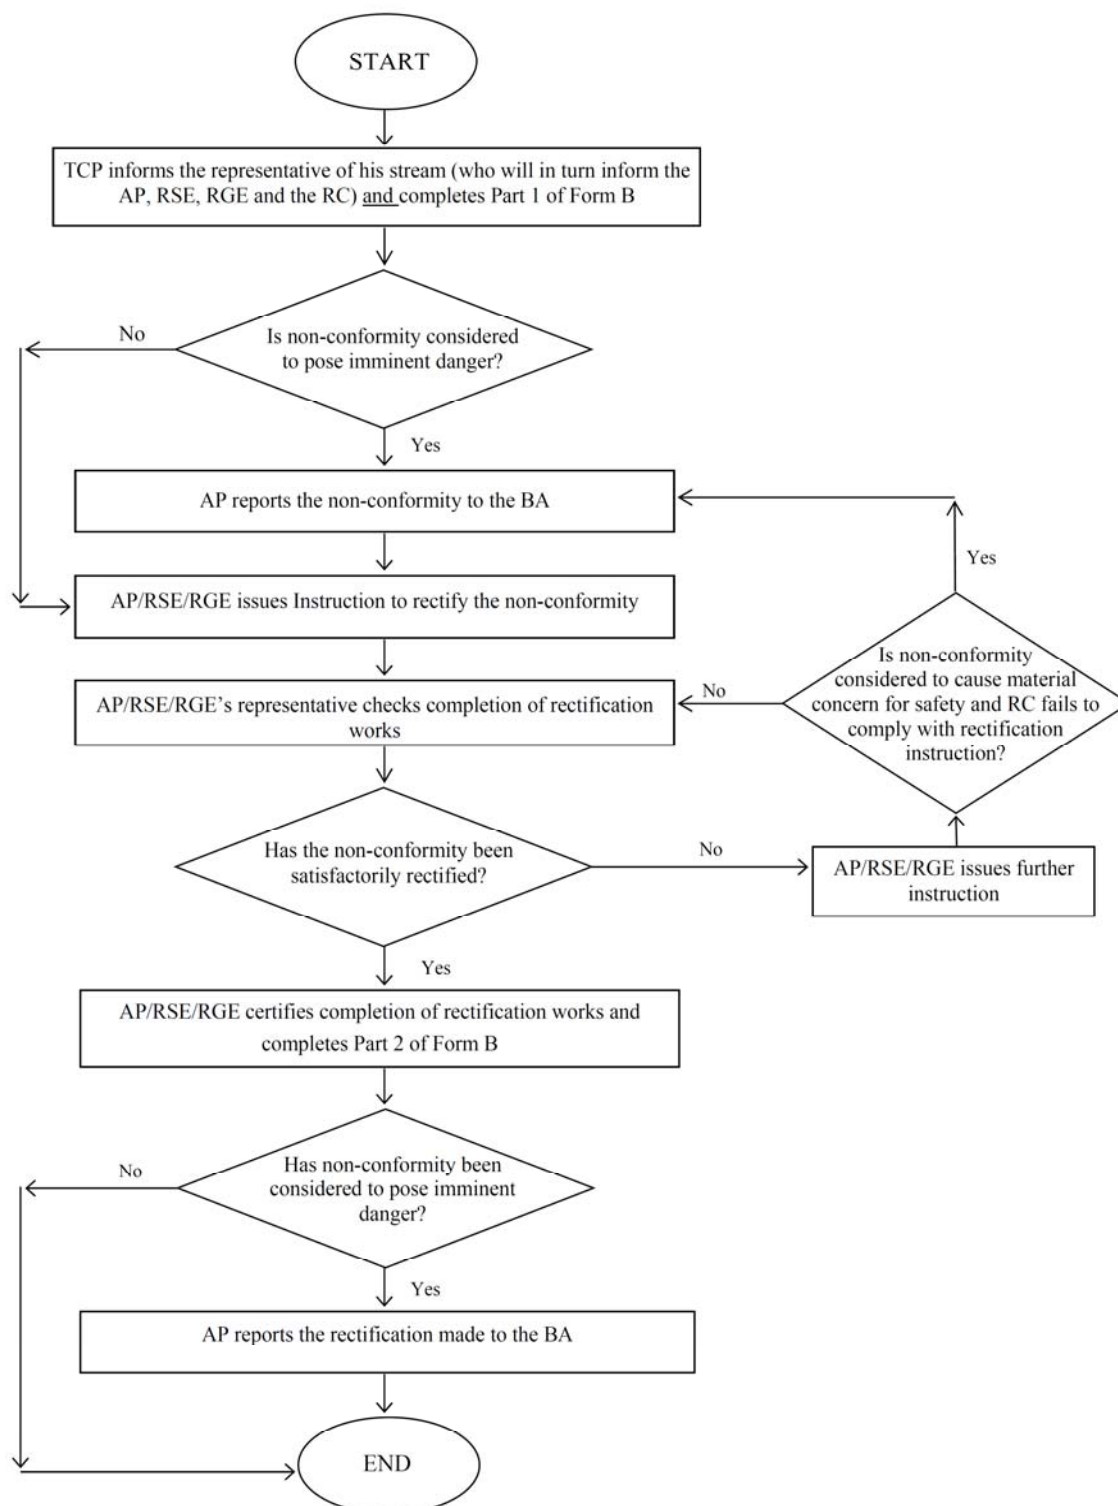 START
TCP informs the representative of his stream (who will in turn inform the
AP, RSE, RGE and the RC) and completes Part 1 of Form B
No
Is non-conformity considered
to pose imminent danger?
Yes
AP reports the non-conformity to the BA
Yes
AP/RSE/RGE issues Instruction to rectify the non-conformity
Is non-conformity
considered to cause material
concern for safety and RC fails to
comply with rectification
instruction?
No
AP/RSE/RGE's representative checks completion of rectification
works
Has the non-conformity been
satisfactorily rectified?
No
AP/RSE/RGE issues further
instruction
Yes
AP/RSE/RGE certifies completion of rectification works and
completes Part 2 of Form B
No
Has non-conformity been
considered to pose imminent
danger?
Yes
AP reports the rectification made to the BA
END